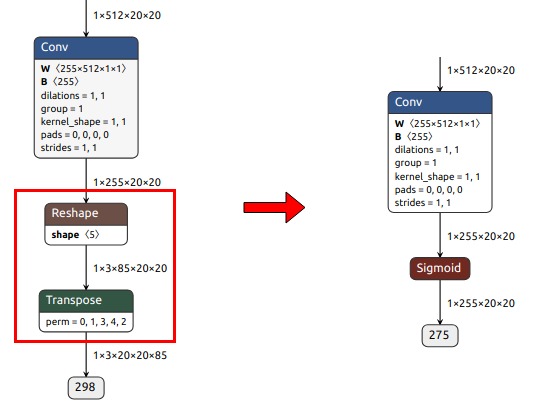 1×512×20×20
Conv
W 〈255×512×1×1〉
B 〈255〉
dilations = 1, 1
group = 1
kernel_shape = 1, 1
pads = 0, 0, 0, 0
strides = 1, 1
1×255×20×20
Reshape
shape 〈5〉
1×3×85×20×20
Transpose
perm = 0, 1, 3, 4, 2
1×3×20×20×85
298
1×512×20×20
Conv
W 〈255×512×1×1〉
B 〈255〉
dilations = 1, 1
group = 1
kernel_shape = 1, 1
pads = 0, 0, 0, 0
strides = 1, 1
1×255×20×20
Sigmoid
1×255×20×20
275